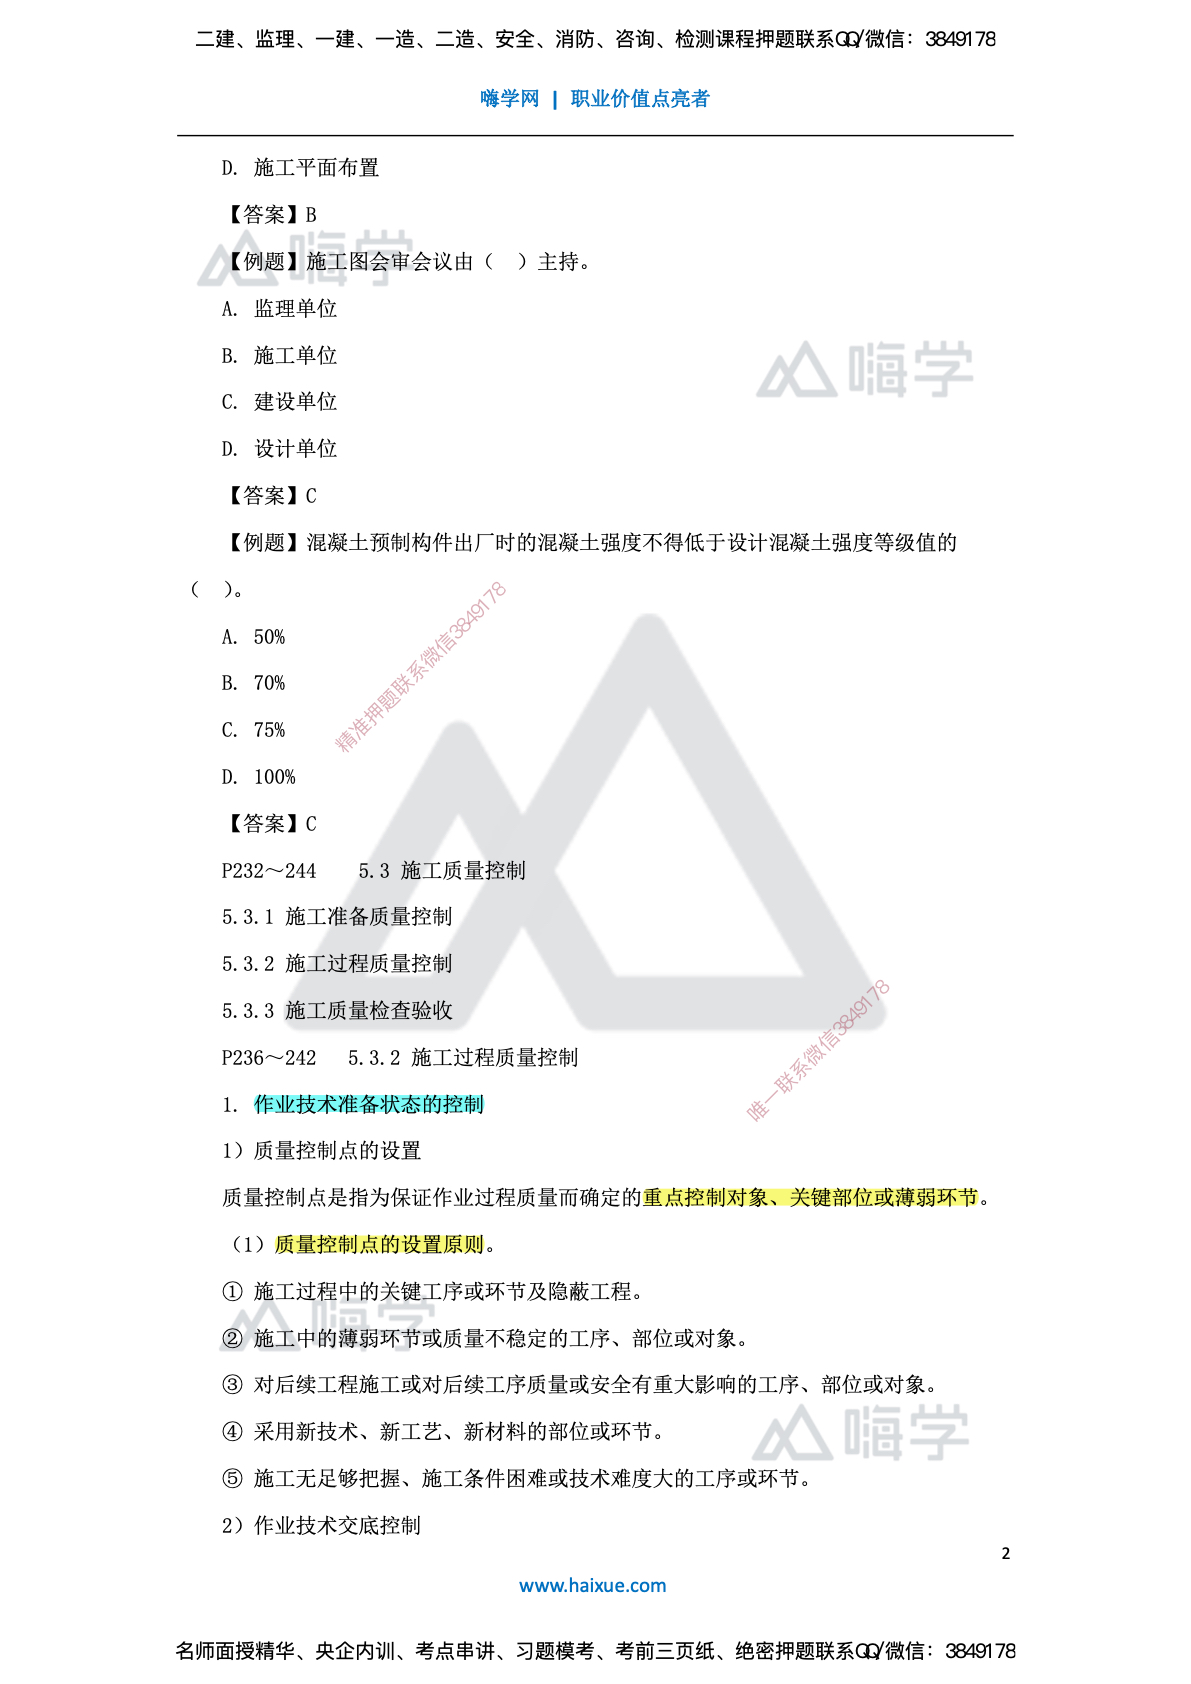 二建、监理、一建、一造、二造、安全、消防、咨询、检测课程押题联系QQ/微信：3849178
嗨学网 | 职业价值点亮者
D. 施工平面布置
【答案】B
嗨学
【例题】施工图会审会议由（ ）主持。
A. 监理单位
B. 施工单位
嗨学
C. 建设单位
D. 设计单位
【答案】C
【例题】混凝土预制构件出厂时的混凝土强度不得低于设计混凝土强度等级值的
（ ）。
A. 50%
精准押题联系微信3849178
B. 70%
C. 75%
D. 100%
【答案】C
P232～244 5.3 施工质量控制
5.3.1 施工准备质量控制
5.3.2 施工过程质量控制
5.3.3 施工质量检查验收
唯一联系微信3849178
P236～242 5.3.2 施工过程质量控制
1. 作业技术准备状态的控制
1）质量控制点的设置
质量控制点是指为保证作业过程质量而确定的重点控制对象、关键部位或薄弱环节。
（1）质量控制点的设置原则。
① 施工过程中的关键工序或环节及隐蔽工程。
嗨学
② 施工中的薄弱环节或质量不稳定的工序、部位或对象。
③ 对后续工程施工或对后续工序质量或安全有重大影响的工序、部位或对象。
④ 采用新技术、新工艺、新材料的部位或环节。
嗨学
⑤ 施工无足够把握、施工条件困难或技术难度大的工序或环节。
2）作业技术交底控制
2
www.haixue.com
名师面授精华、央企内训、考点串讲、习题模考、考前三页纸、绝密押题联系QQ/微信：3849178